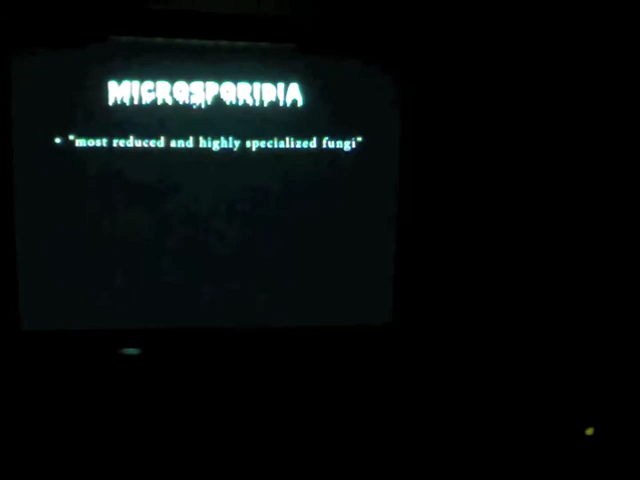 MICROSPORIDIA
• "most reduced and highly specialized fungi"